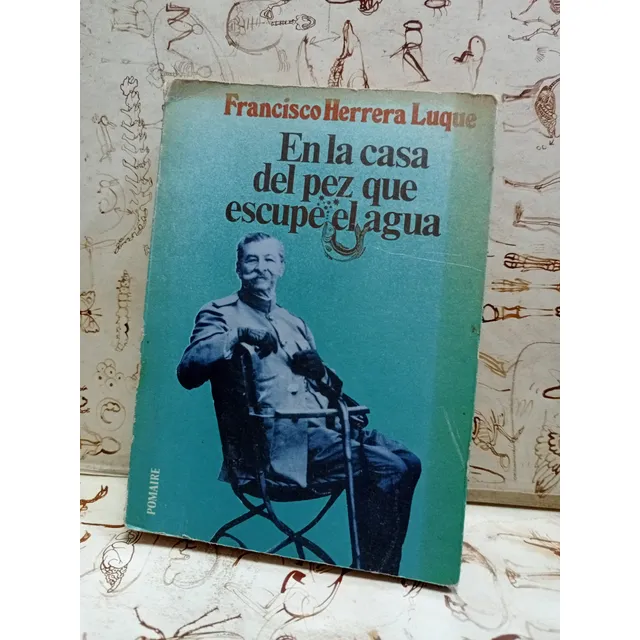 Francisco Herrera Luque
En la casa
del pez que
escupe el agua
POMAIRE